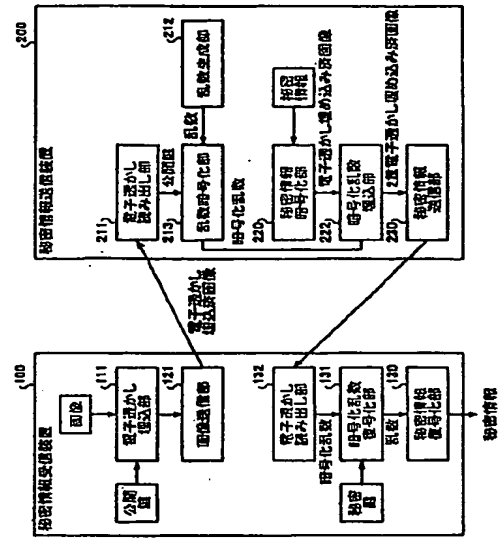 100
秘密情報受信装置
画像
111
電子透かし
埋込部
公開
鍵
121
画像送信部
電子透かし
埋込済画像
132
電子透かし
読み出し部
暗号化乱数
131
暗号化乱数
復号化部
秘密
鍵
乱数
130
秘密情報
復号化部
秘密情報
200
秘密情報送信装置
211
電子透かし
読み出し部
公開鍵
212
乱数生成部
乱数
213
乱数暗号化部
暗号化乱数
秘密
情報
220
秘密情報
暗号化部
電子透かし埋め込み済画像
222
暗号化乱数
埋込部
2度電子透かし埋め込み済画像
230
秘密情報
送信部